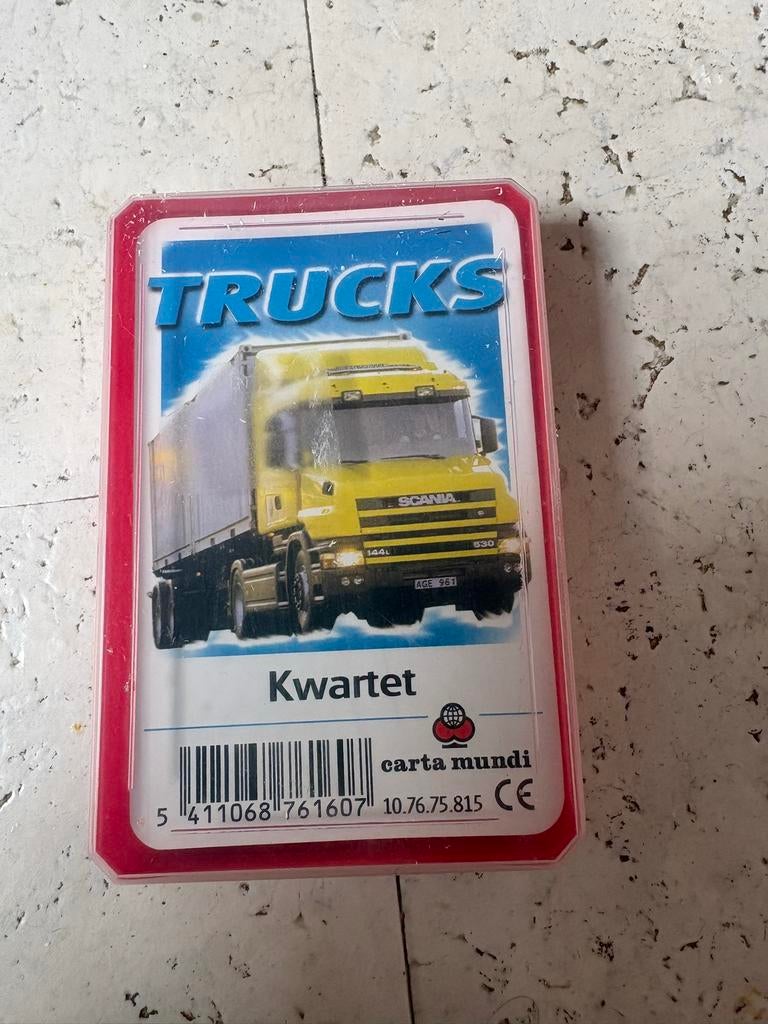 TRUCKS
SCANIA
144L 530
AGE 961
Kwartet
carta mundi
5 411068 761607 10.76.75.815 CE